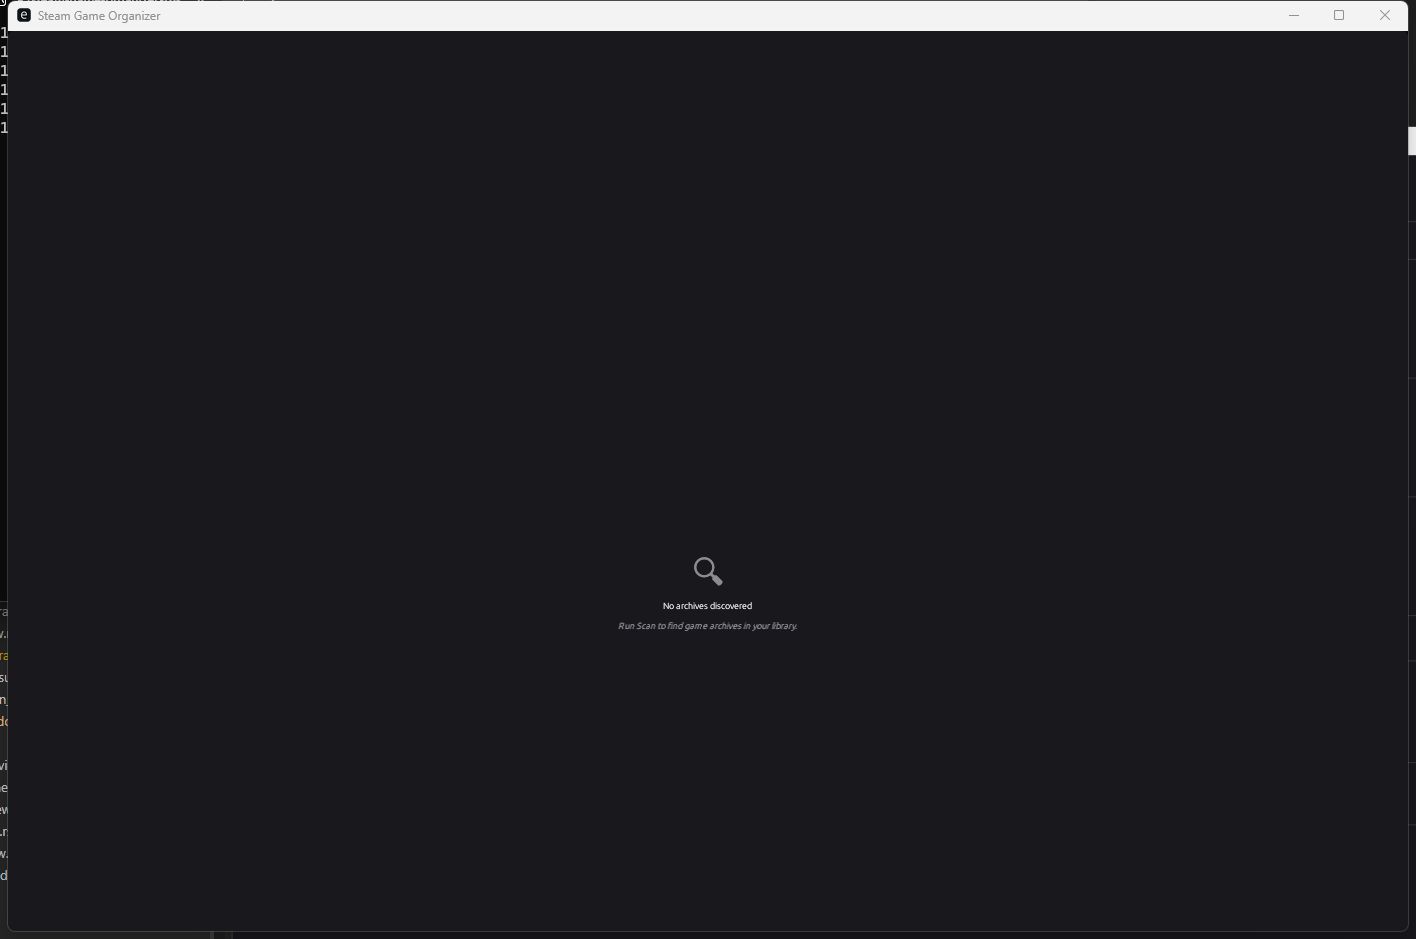 e Steam Game Organizer
No archives discovered
Run Scan to find game archives in your library.